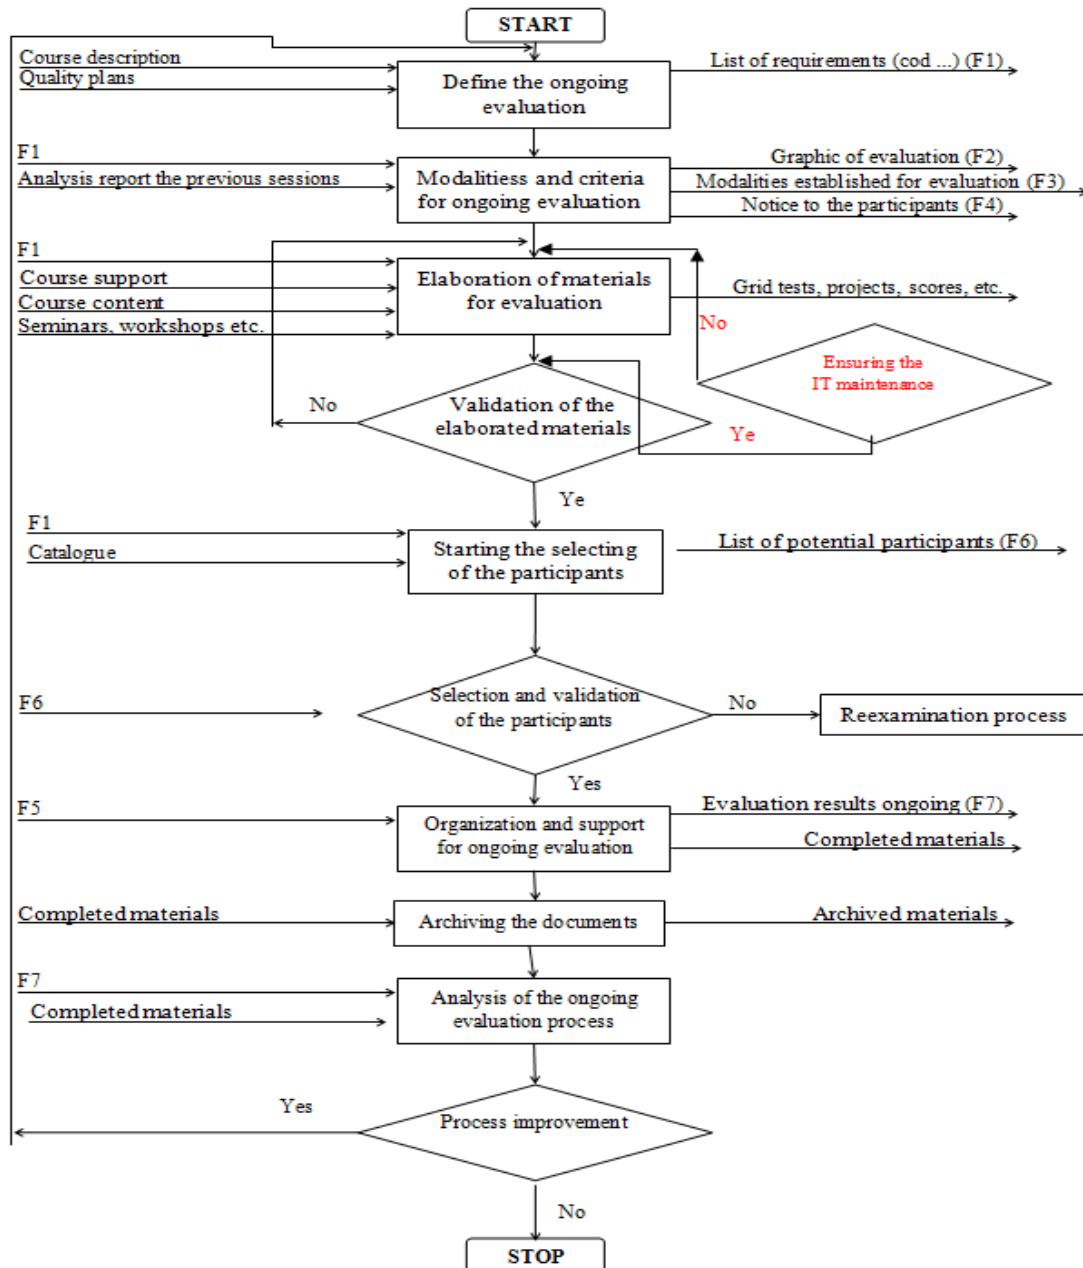 START
Course description
Quality plans
Define the ongoing
evaluation
List of requirements (cod ...) (F1)
F1
Analysis report the previous sessions
Modalitiess and criteria
for ongoing evaluation
Graphic of evaluation (F2)
Modalities established for evaluation (F3)
Notice to the participants (F4)
F1
Course support
Course content
Seminars, workshops etc.
Elaboration of materials
for evaluation
Grid tests, projects, scores, etc.
No
Ensuring the
IT maintenance
No
Validation of the
elaborated materials
Ye
Ye
F1
Catalogue
Starting the selecting
of the participants
List of potential participants (F6)
F6
Selection and validation
of the participants
No
Reexamination process
Yes
F5
Organization and support
for ongoing evaluation
Evaluation results ongoing (F7)
Completed materials
Completed materials
Archiving the documents
Archived materials
F7
Completed materials
Analysis of the ongoing
evaluation process
Yes
Process improvement
No
STOP